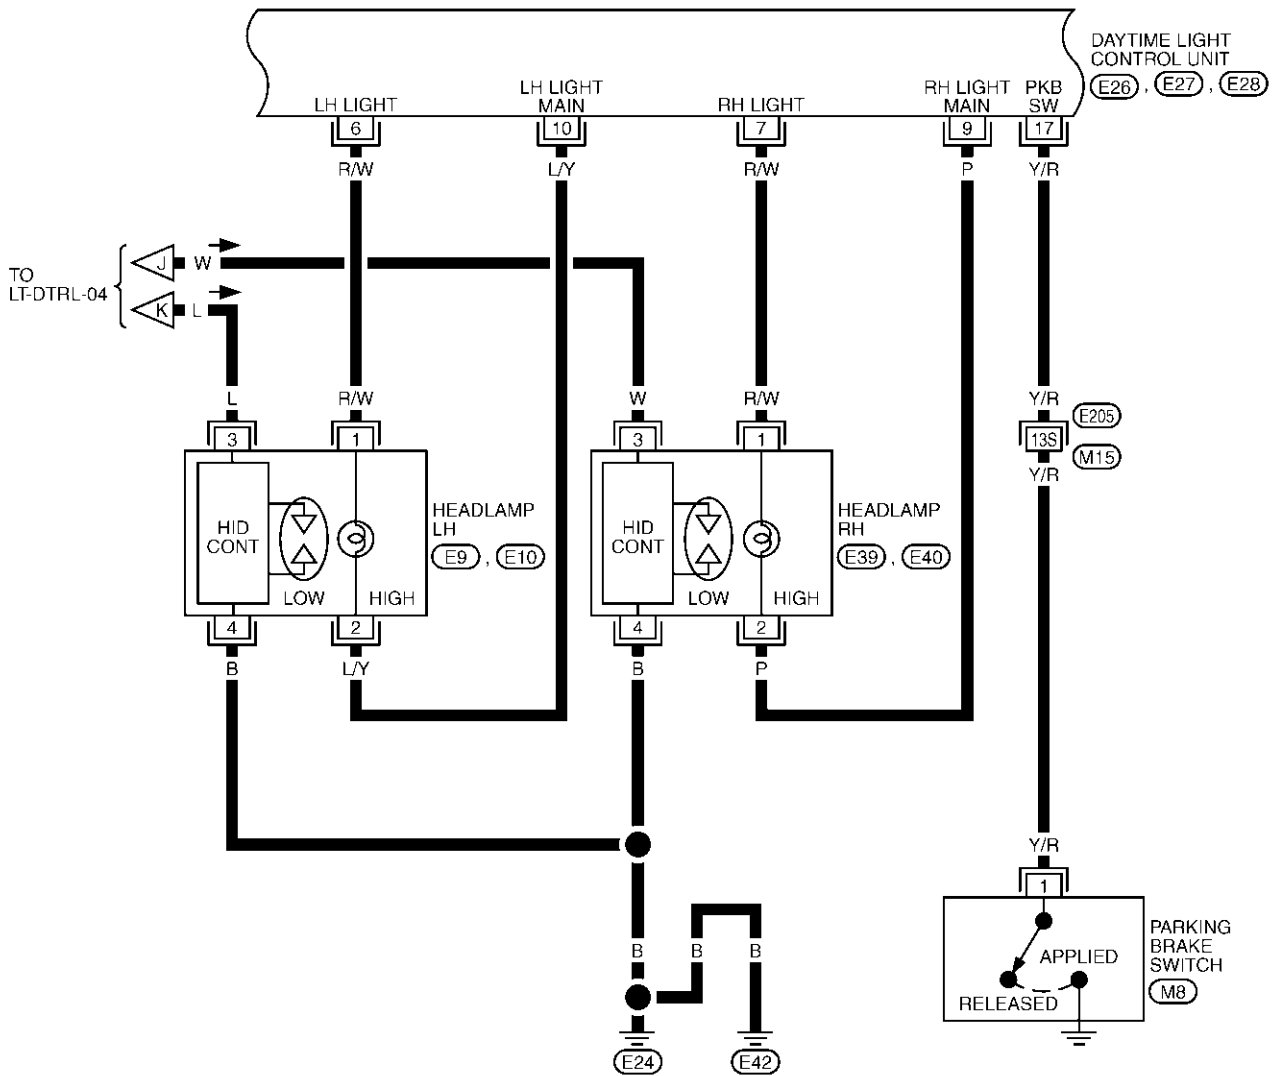 DAYTIME LIGHT
CONTROL UNIT
E26 , E27 , E28
LH LIGHT
LH LIGHT
MAIN
RH LIGHT
RH LIGHT
MAIN
PKB
SW
6
10
7
9
17
R/W
L/Y
R/W
P
Y/R
TO
LT-DTRL-04
J
W
K
L
L
R/W
W
R/W
Y/R
E205
3
1
3
1
13S
M15
Y/R
HID
CONT
LOW
HIGH
HEADLAMP
LH
E9 , E10
HID
CONT
LOW
HIGH
HEADLAMP
RH
E39 , E40
4
2
4
2
B
L/Y
B
P
Y/R
1
APPLIED
RELEASED
PARKING
BRAKE
SWITCH
M8
B
B
B
E24
E42